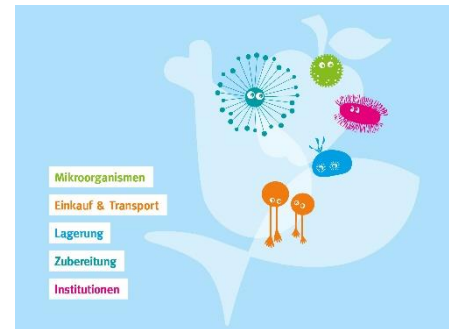 Mikroorganismen
Einkauf & Transport
Lagerung
Zubereitung
Institutionen